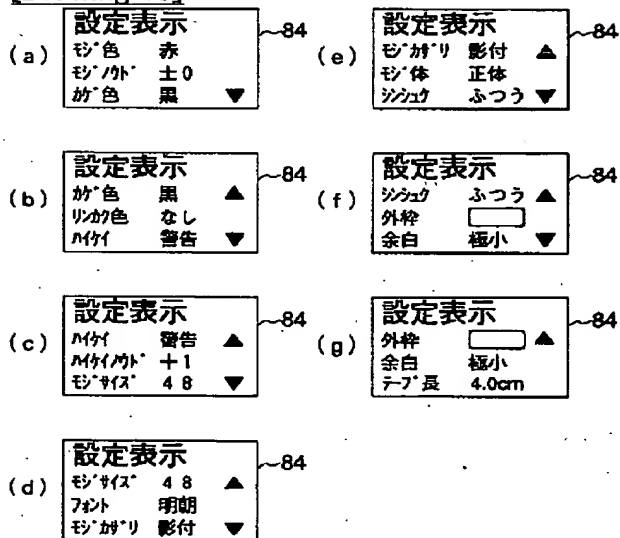 (a)
設定表示
84
モジ色 赤
モジノウド ±0
カゲ色 黒 ▼
(b)
設定表示
84
カゲ色 黒 ▲
リンカク色 なし
ハイケイ 警告 ▼
(c)
設定表示
84
ハイケイ 警告 ▲
ハイケイノウド +1
モジサイズ 48 ▼
(d)
設定表示
84
モジサイズ 48 ▲
フォント 明朝
モジカザリ 影付 ▼
(e)
設定表示
84
モジカザリ 影付 ▲
モジ体 正体
シンシュク ふつう ▼
(f)
設定表示
84
シンシュク ふつう ▲
外枠
余白 極小 ▼
(g)
設定表示
84
外枠 ▲
余白 極小
テープ長 4.0cm